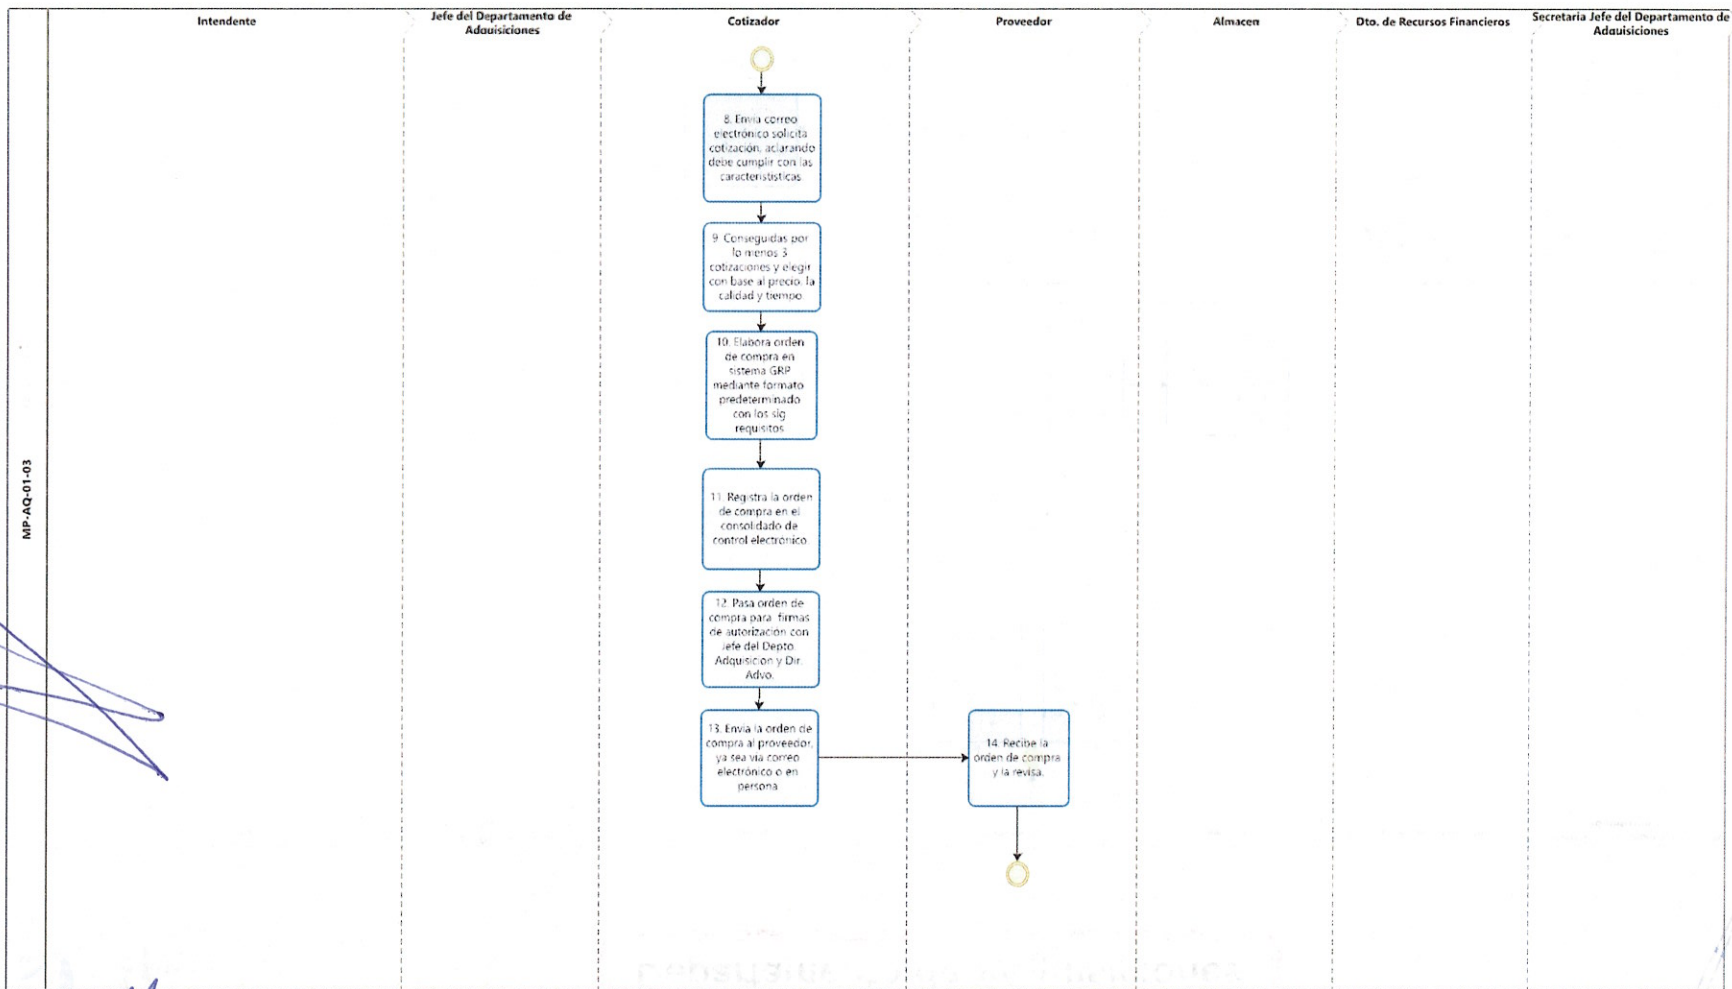 Intendente
Jefe del Departamento de
Adquisiciones
Cotizador
Proveedor
Almacen
Dto. de Recursos Financieros
Secretaria Jefe del Departamento de
Adquisiciones
MP-AQ-01-03
8. Envia correo
electrónico solicita
cotización, aclarando
debe cumplir con las
caracterististicas
9. Conseguidas por
lo menos 3
cotizaciones y elegir
con base al precio, la
calidad y tiempo
10. Elabora orden
de compra en
sistema GRP
mediante formato
predeterminado
con los sig
requisitos
11. Registra la orden
de compra en el
consolidado de
control electrónico
12. Pasa orden de
compra para firmas
de autorización con
Jefe del Depto.
Adquisicion y Dir.
Advo.
13. Envia la orden de
compra al proveedor,
ya sea via correo
electrónico o en
persona
14. Recibe la
orden de compra
y la revisa.